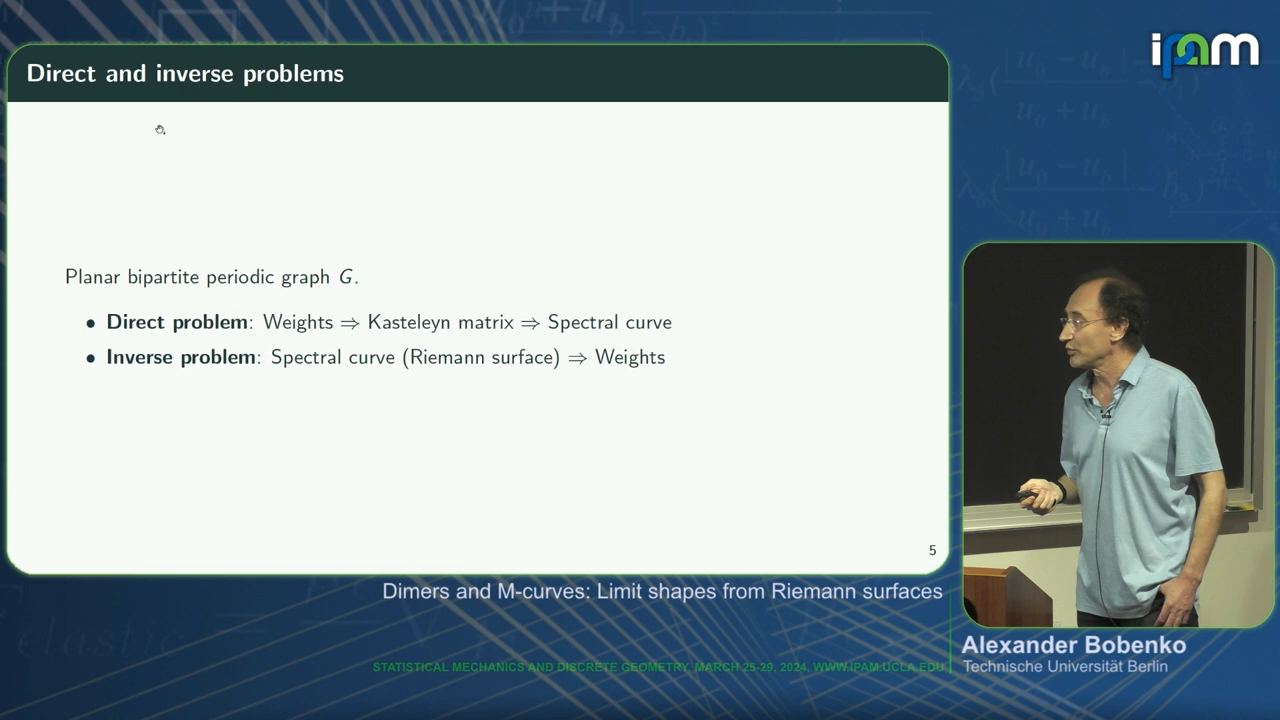 Direct and inverse problems
ipam
Planar bipartite periodic graph G.
• Direct problem: Weights ⇒ Kasteleyn matrix ⇒ Spectral curve
• Inverse problem: Spectral curve (Riemann surface) ⇒ Weights
5
Dimers and M-curves: Limit shapes from Riemann surfaces
Alexander Bobenko
STATISTICAL MECHANICS AND DISCRETE GEOMETRY, MARCH 25-29, 2024, WWW.IPAM.UCLA.EDU
Technische Universität Berlin
elastic